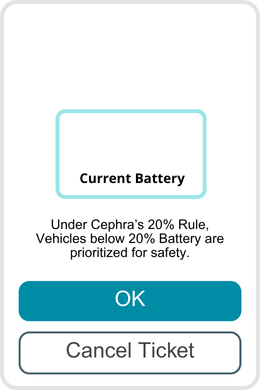 Current Battery
Under Cephra's 20% Rule,
Vehicles below 20% Battery are
prioritized for safety.
OK
Cancel Ticket